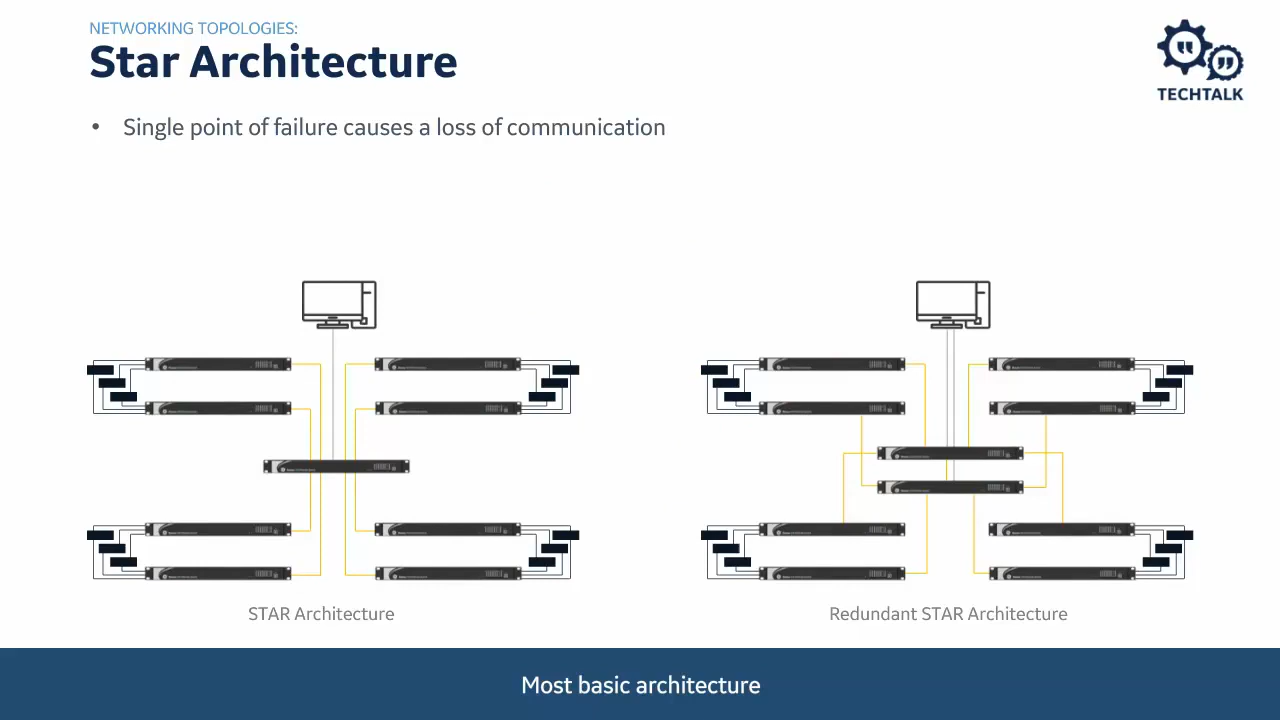 NETWORKING TOPOLOGIES:
Star Architecture
TECHTALK
• Single point of failure causes a loss of communication
STAR Architecture
Redundant STAR Architecture
Most basic architecture